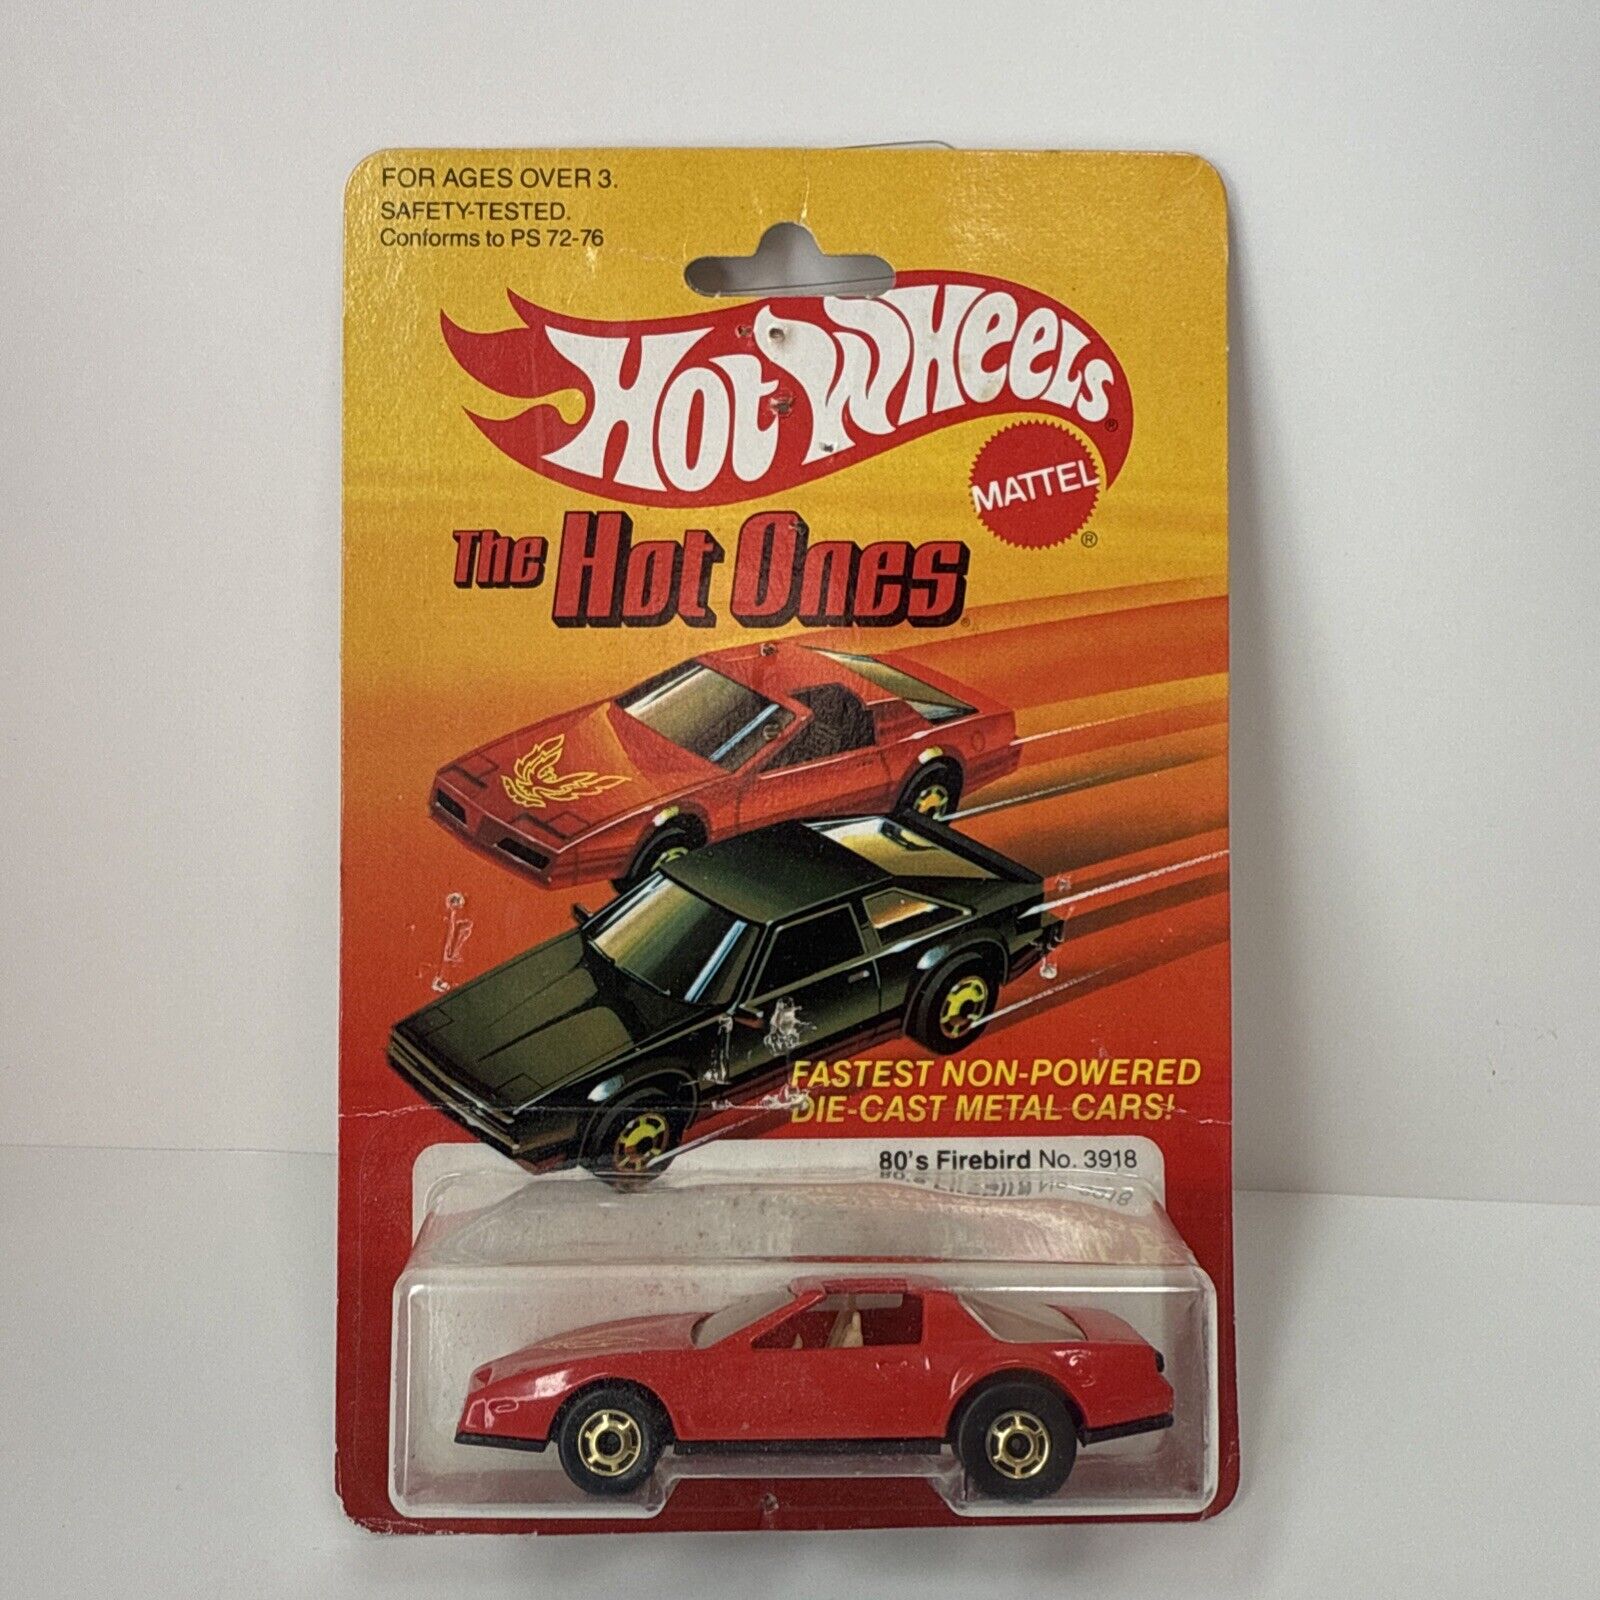 FOR AGES OVER 3.
SAFETY-TESTED.
Conforms to PS 72-76
Hot Wheels®
MATTEL
®
The Hot Ones®
FASTEST NON-POWERED
DIE-CAST METAL CARS!
80's Firebird No. 3918